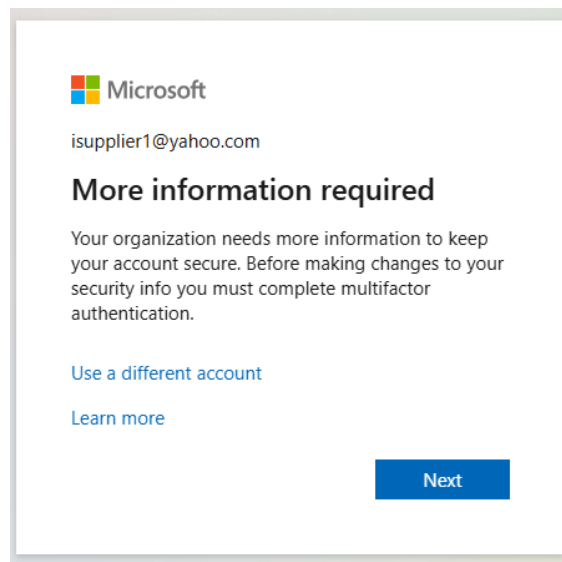 Microsoft
isupplier1@yahoo.com
More information required
Your organization needs more information to keep
your account secure. Before making changes to your
security info you must complete multifactor
authentication.
Use a different account
Learn more
Next